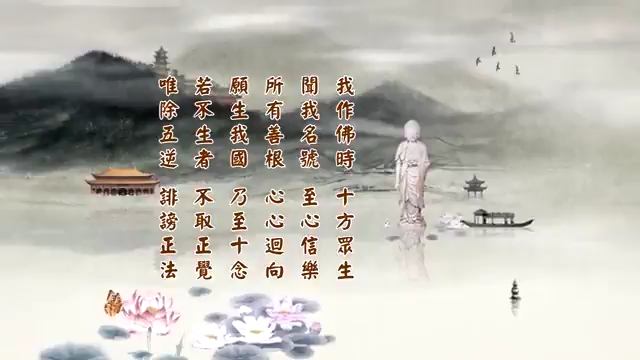 我作佛時 十方眾生
聞我名號 至心信樂
所有善根 心心迴向
願生我國 乃至十念
若不生者 不取正覺
唯除五逆 誹謗正法